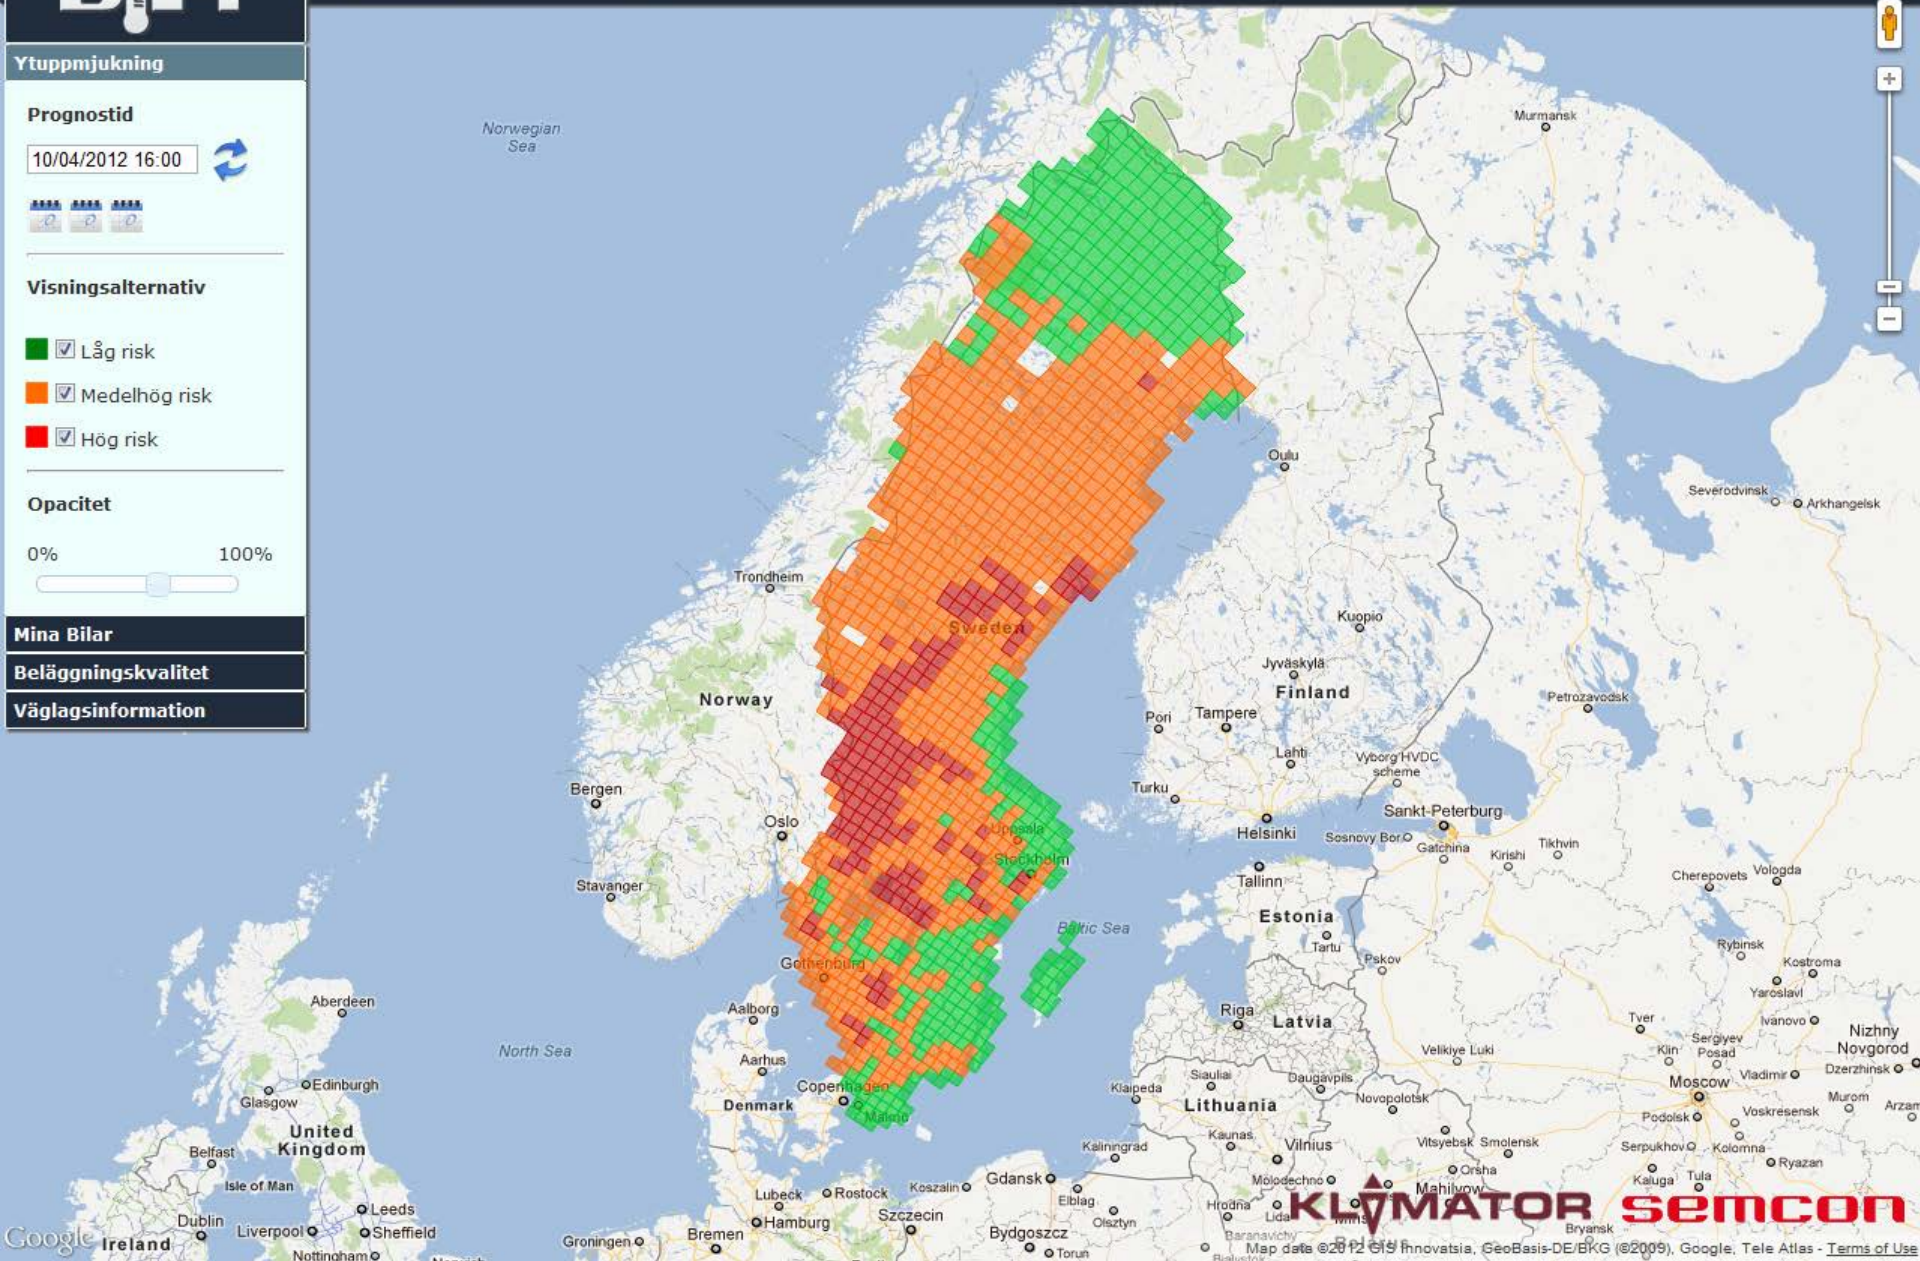 Ytuppmjukning
Prognostid
10/04/2012 16:00
Visningsalternativ
Låg risk
Medelhög risk
Hög risk
Opacitet
0% 100%
Mina Bilar
Beläggningskvalitet
Väglagsinformation
Norwegian
Sea
Murmansk
Oulu
Severodvinsk
Arkhangelsk
Trondheim
Sweden
Kuopio
Jyväskylä
Finland
Norway
Petrozavodsk
Pori
Tampere
Lahti
Vyborg HVDC
scheme
Bergen
Turku
Oslo
Uppsala
Helsinki
Sankt-Peterburg
Sosnovy Bor
Gatchina
Kirishi
Tikhvin
Stockholm
Stavanger
Tallinn
Cherepovets
Vologda
Estonia
Baltic Sea
Tartu
Rybinsk
Gothenburg
Pskov
Kostroma
Yaroslavl
Aberdeen
Aalborg
Riga
Latvia
Tver
Ivanovo
Nizhny
Novgorod
North Sea
Aarhus
Velikiye Luki
Klin
Sergiyev
Posad
Vladimir
Dzerzhinsk
Edinburgh
Copenhagen
Siauliai
Daugavpils
Klaipeda
Moscow
Glasgow
Denmark
Malmö
Lithuania
Novopolotsk
Podolsk
Voskresensk
Murom
Arzam
United
Kingdom
Belfast
Kaliningrad
Kaunas
Vilnius
Vitsyebsk
Smolensk
Serpukhov
Kolomna
Ryazan
Isle of Man
Gdansk
Koszalin
Elblag
Molodechno
Orsha
Mahilyow
Kaluga
Tula
Lubeck
Rostock
Leeds
Dublin
Liverpool
Sheffield
Hamburg
Szczecin
Olsztyn
Hrodna
Lida
KLIMATOR
semcon
Google
Ireland
Nottingham
Groningen
Bremen
Bydgoszcz
Torun
Baranavichy
Bryansk
Map data ©2012 GIS Innovatsia, GeoBasis-DE/BKG (©2009), Google, Tele Atlas - Terms of Use